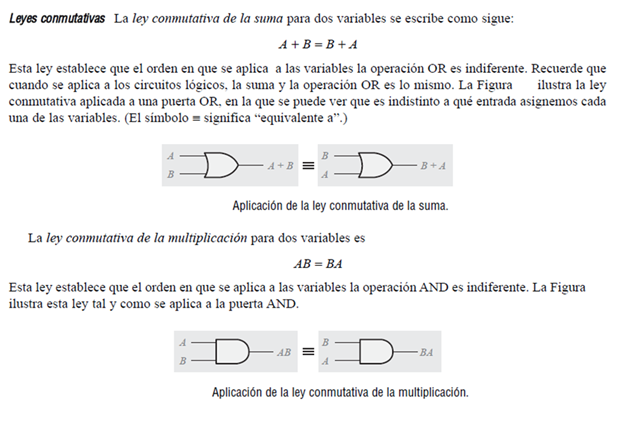 Leyes conmutativas La ley conmutativa de la suma para dos variables se escribe como sigue:
A + B = B + A
Esta ley establece que el orden en que se aplica a las variables la operación OR es indiferente. Recuerde que
cuando se aplica a los circuitos lógicos, la suma y la operación OR es lo mismo. La Figura ilustra la ley
conmutativa aplicada a una puerta OR, en la que se puede ver que es indistinto a qué entrada asignemos cada
una de las variables. (El símbolo ≡ significa “equivalente a”.)
A
B
A + B
≡
B
A
B + A
Aplicación de la ley conmutativa de la suma.
La ley conmutativa de la multiplicación para dos variables es
AB = BA
Esta ley establece que el orden en que se aplica a las variables la operación AND es indiferente. La Figura
ilustra esta ley tal y como se aplica a la puerta AND.
A
B
AB
≡
B
A
BA
Aplicación de la ley conmutativa de la multiplicación.